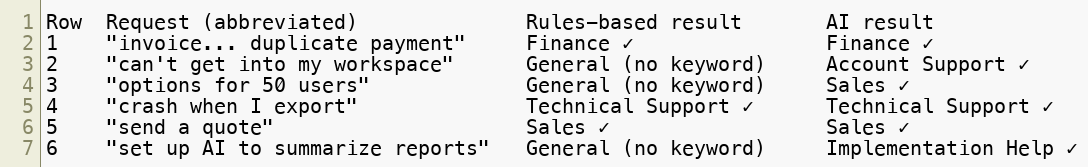 1 Row Request (abbreviated) Rules-based result AI result
2 1 "invoice... duplicate payment" Finance ✓ Finance ✓
3 2 "can't get into my workspace" General (no keyword) Account Support ✓
4 3 "options for 50 users" General (no keyword) Sales ✓
5 4 "crash when I export" Technical Support ✓ Technical Support ✓
6 5 "send a quote" Sales ✓ Sales ✓
7 6 "set up AI to summarize reports" General (no keyword) Implementation Help ✓